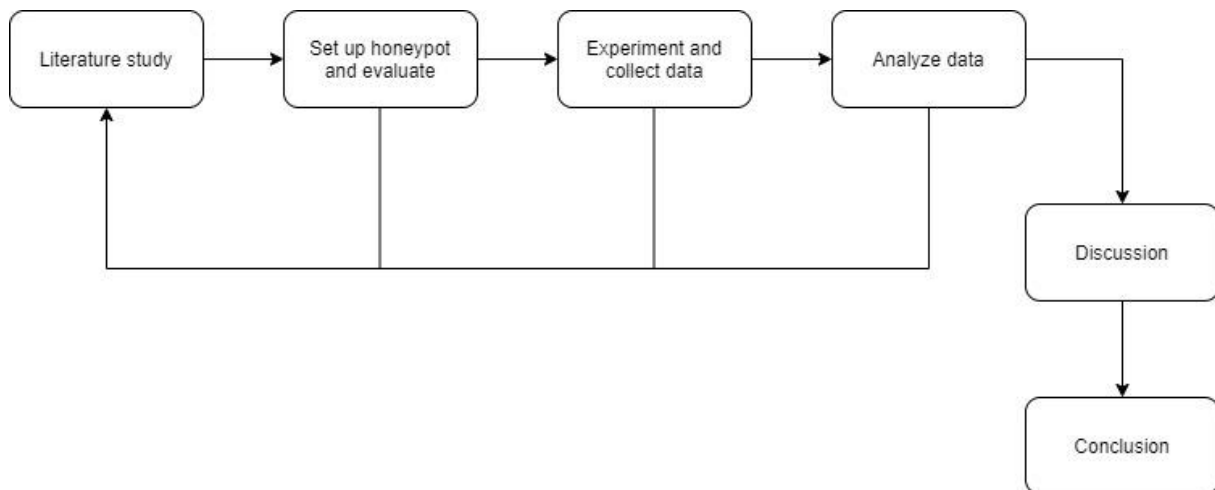 Literature study
Set up honeypot
and evaluate
Experiment and
collect data
Analyze data
Discussion
Conclusion